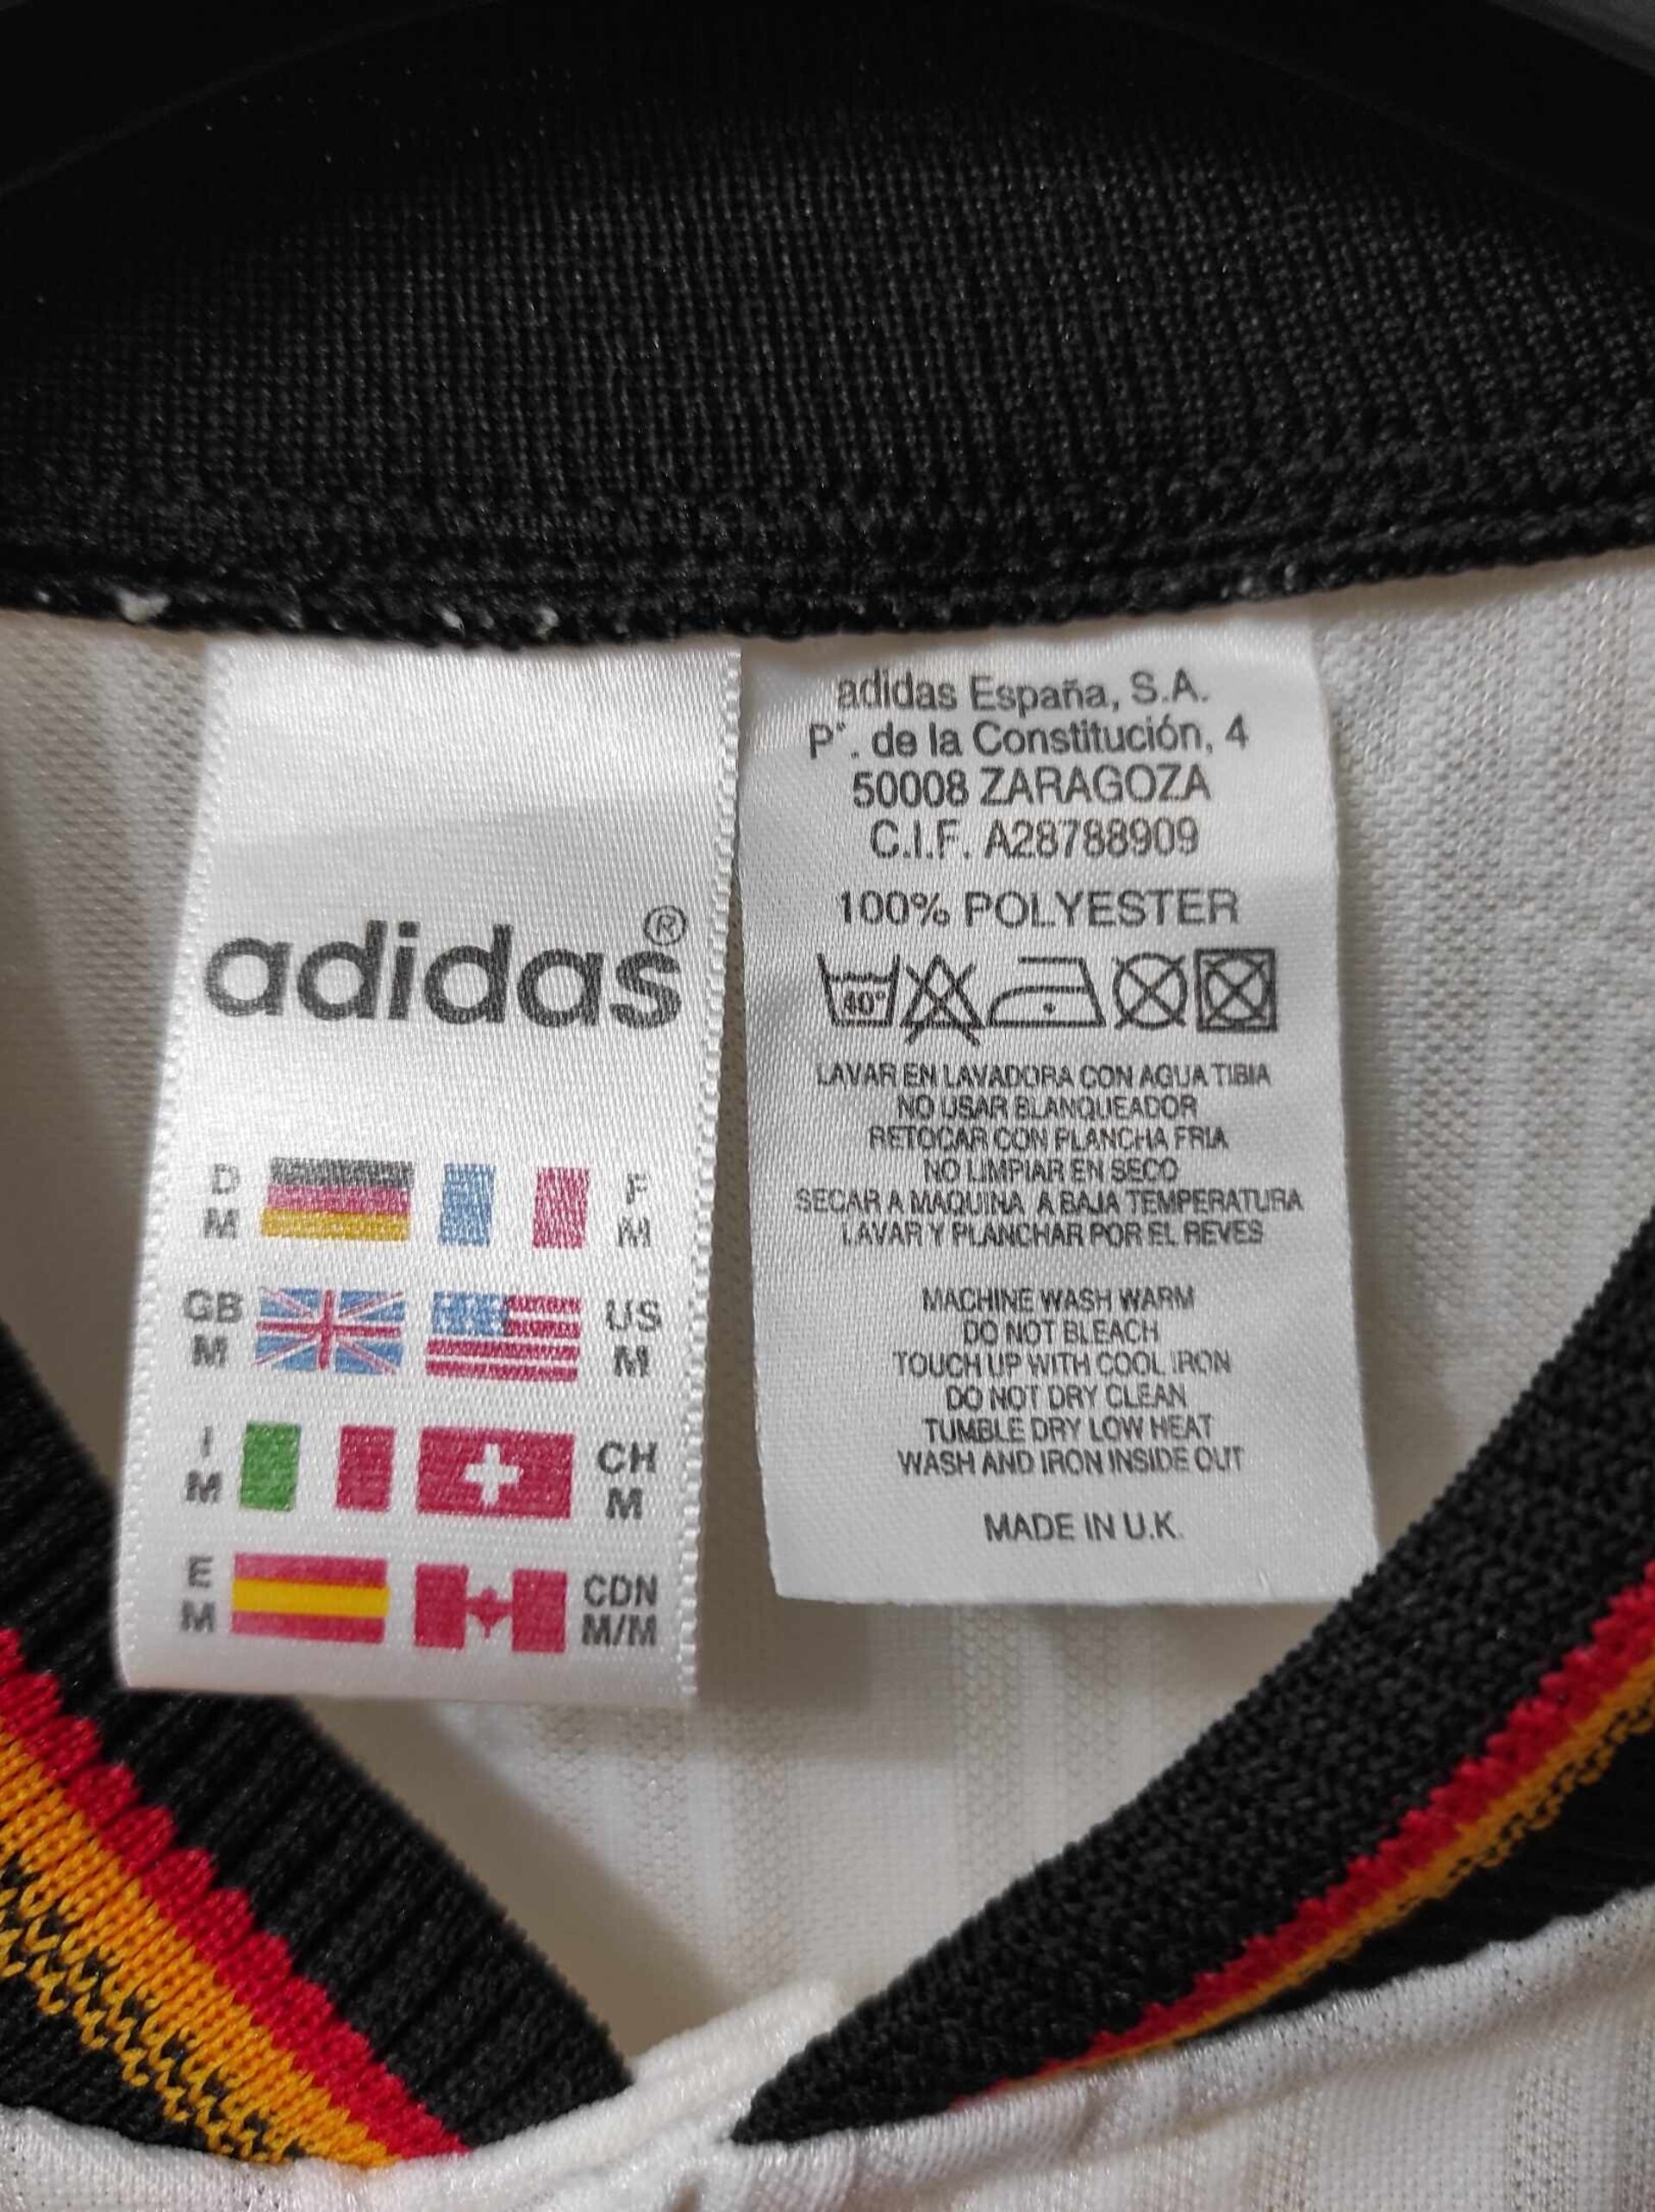 adidas®
D
M
F
M
GB
M
US
M
I
M
CH
M
E
M
CDN
M/M
adidas España, S.A.
P°. de la Constitución, 4
50008 ZARAGOZA
C.I.F. A28788909
100% POLYESTER
40°
LAVAR EN LAVADORA CON AGUA TIBIA
NO USAR BLANQUEADOR
RETOCAR CON PLANCHA FRIA
NO LIMPIAR EN SECO
SECAR A MAQUINA A BAJA TEMPERATURA
LAVAR Y PLANCHAR POR EL REVES
MACHINE WASH WARM
DO NOT BLEACH
TOUCH UP WITH COOL IRON
DO NOT DRY CLEAN
TUMBLE DRY LOW HEAT
WASH AND IRON INSIDE OUT
MADE IN U.K.